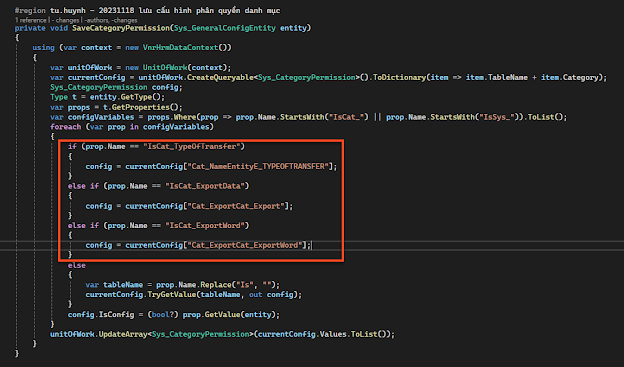 #region tu.huynh - 20231118 lưu cấu hình phân quyền danh mục
1 reference | - changes | -authors, -changes
private void SaveCategoryPermission(Sys_GeneralConfigEntity entity)
{
using (var context = new VnrHrmDataContext())
{
var unitOfWork = new UnitOfWork(context);
var currentConfig = unitOfWork.CreateQueryable<Sys_CategoryPermission>().ToDictionary(item => item.TableName + item.Category);
Sys_CategoryPermission config;
Type t = entity.GetType();
var props = t.GetProperties();
var configVariables = props.Where(prop => prop.Name.StartsWith("IsCat_") || prop.Name.StartsWith("IsSys_")).ToList();
foreach (var prop in configVariables)
{
if (prop.Name == "IsCat_TypeOfTransfer")
{
config = currentConfig["Cat_NameEntityE_TYPEOFTRANSFER"];
}
else if (prop.Name == "IsCat_ExportData")
{
config = currentConfig["Cat_ExportCat_Export"];
}
else if (prop.Name == "IsCat_ExportWord")
{
config = currentConfig["Cat_ExportCat_ExportWord"];
}
else
{
var tableName = prop.Name.Replace("Is", "");
currentConfig.TryGetValue(tableName, out config);
}
config.IsConfig = (bool?) prop.GetValue(entity);
}
unitOfWork.UpdateArray<Sys_CategoryPermission>(currentConfig.Values.ToList());
}
}